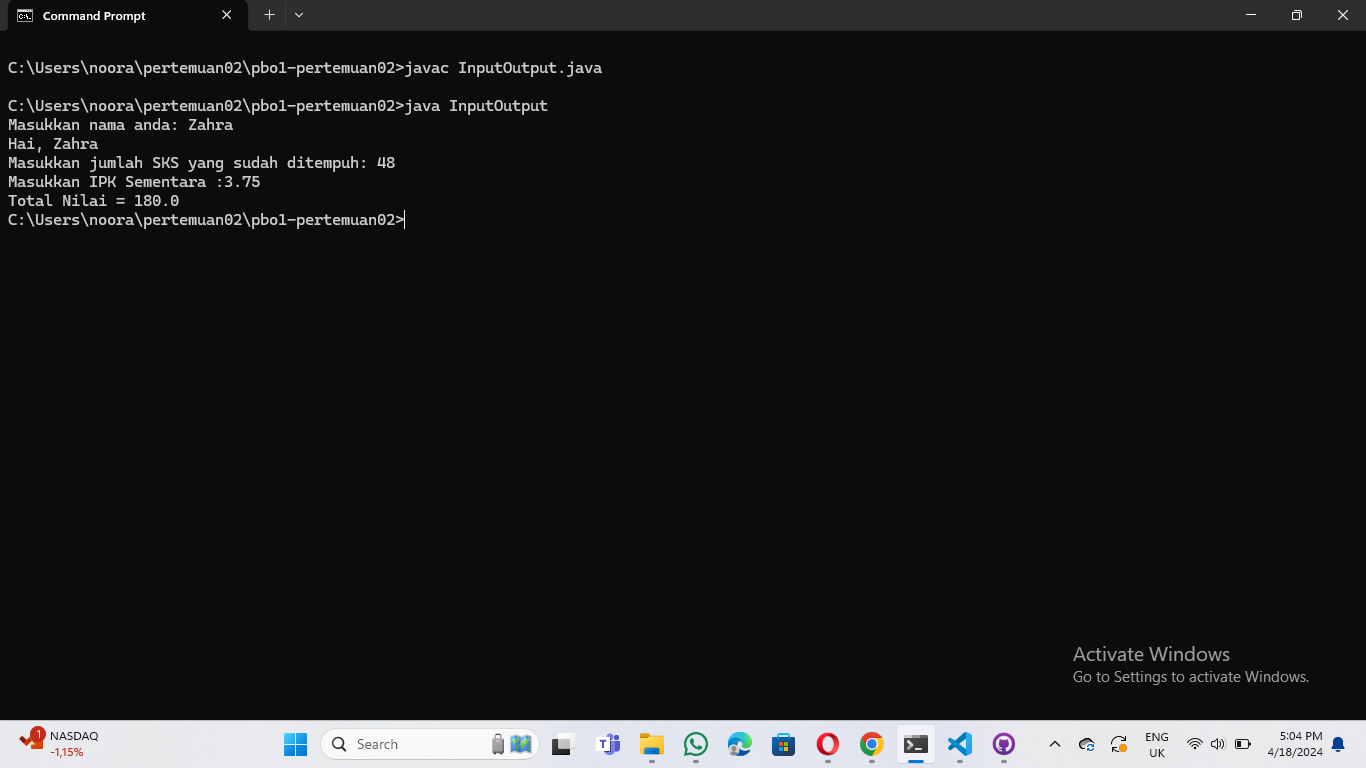 Command Prompt
C:\Users\noora\pertemuan02\pbo1-pertemuan02>javac InputOutput.java
C:\Users\noora\pertemuan02\pbo1-pertemuan02>java InputOutput
Masukkan nama anda: Zahra
Hai, Zahra
Masukkan jumlah SKS yang sudah ditempuh: 48
Masukkan IPK Sementara :3.75
Total Nilai = 180.0
C:\Users\noora\pertemuan02\pbo1-pertemuan02>
Activate Windows
Go to Settings to activate Windows.
1
NASDAQ
-1,15%
Search
ENG
UK
5:04 PM
4/18/2024